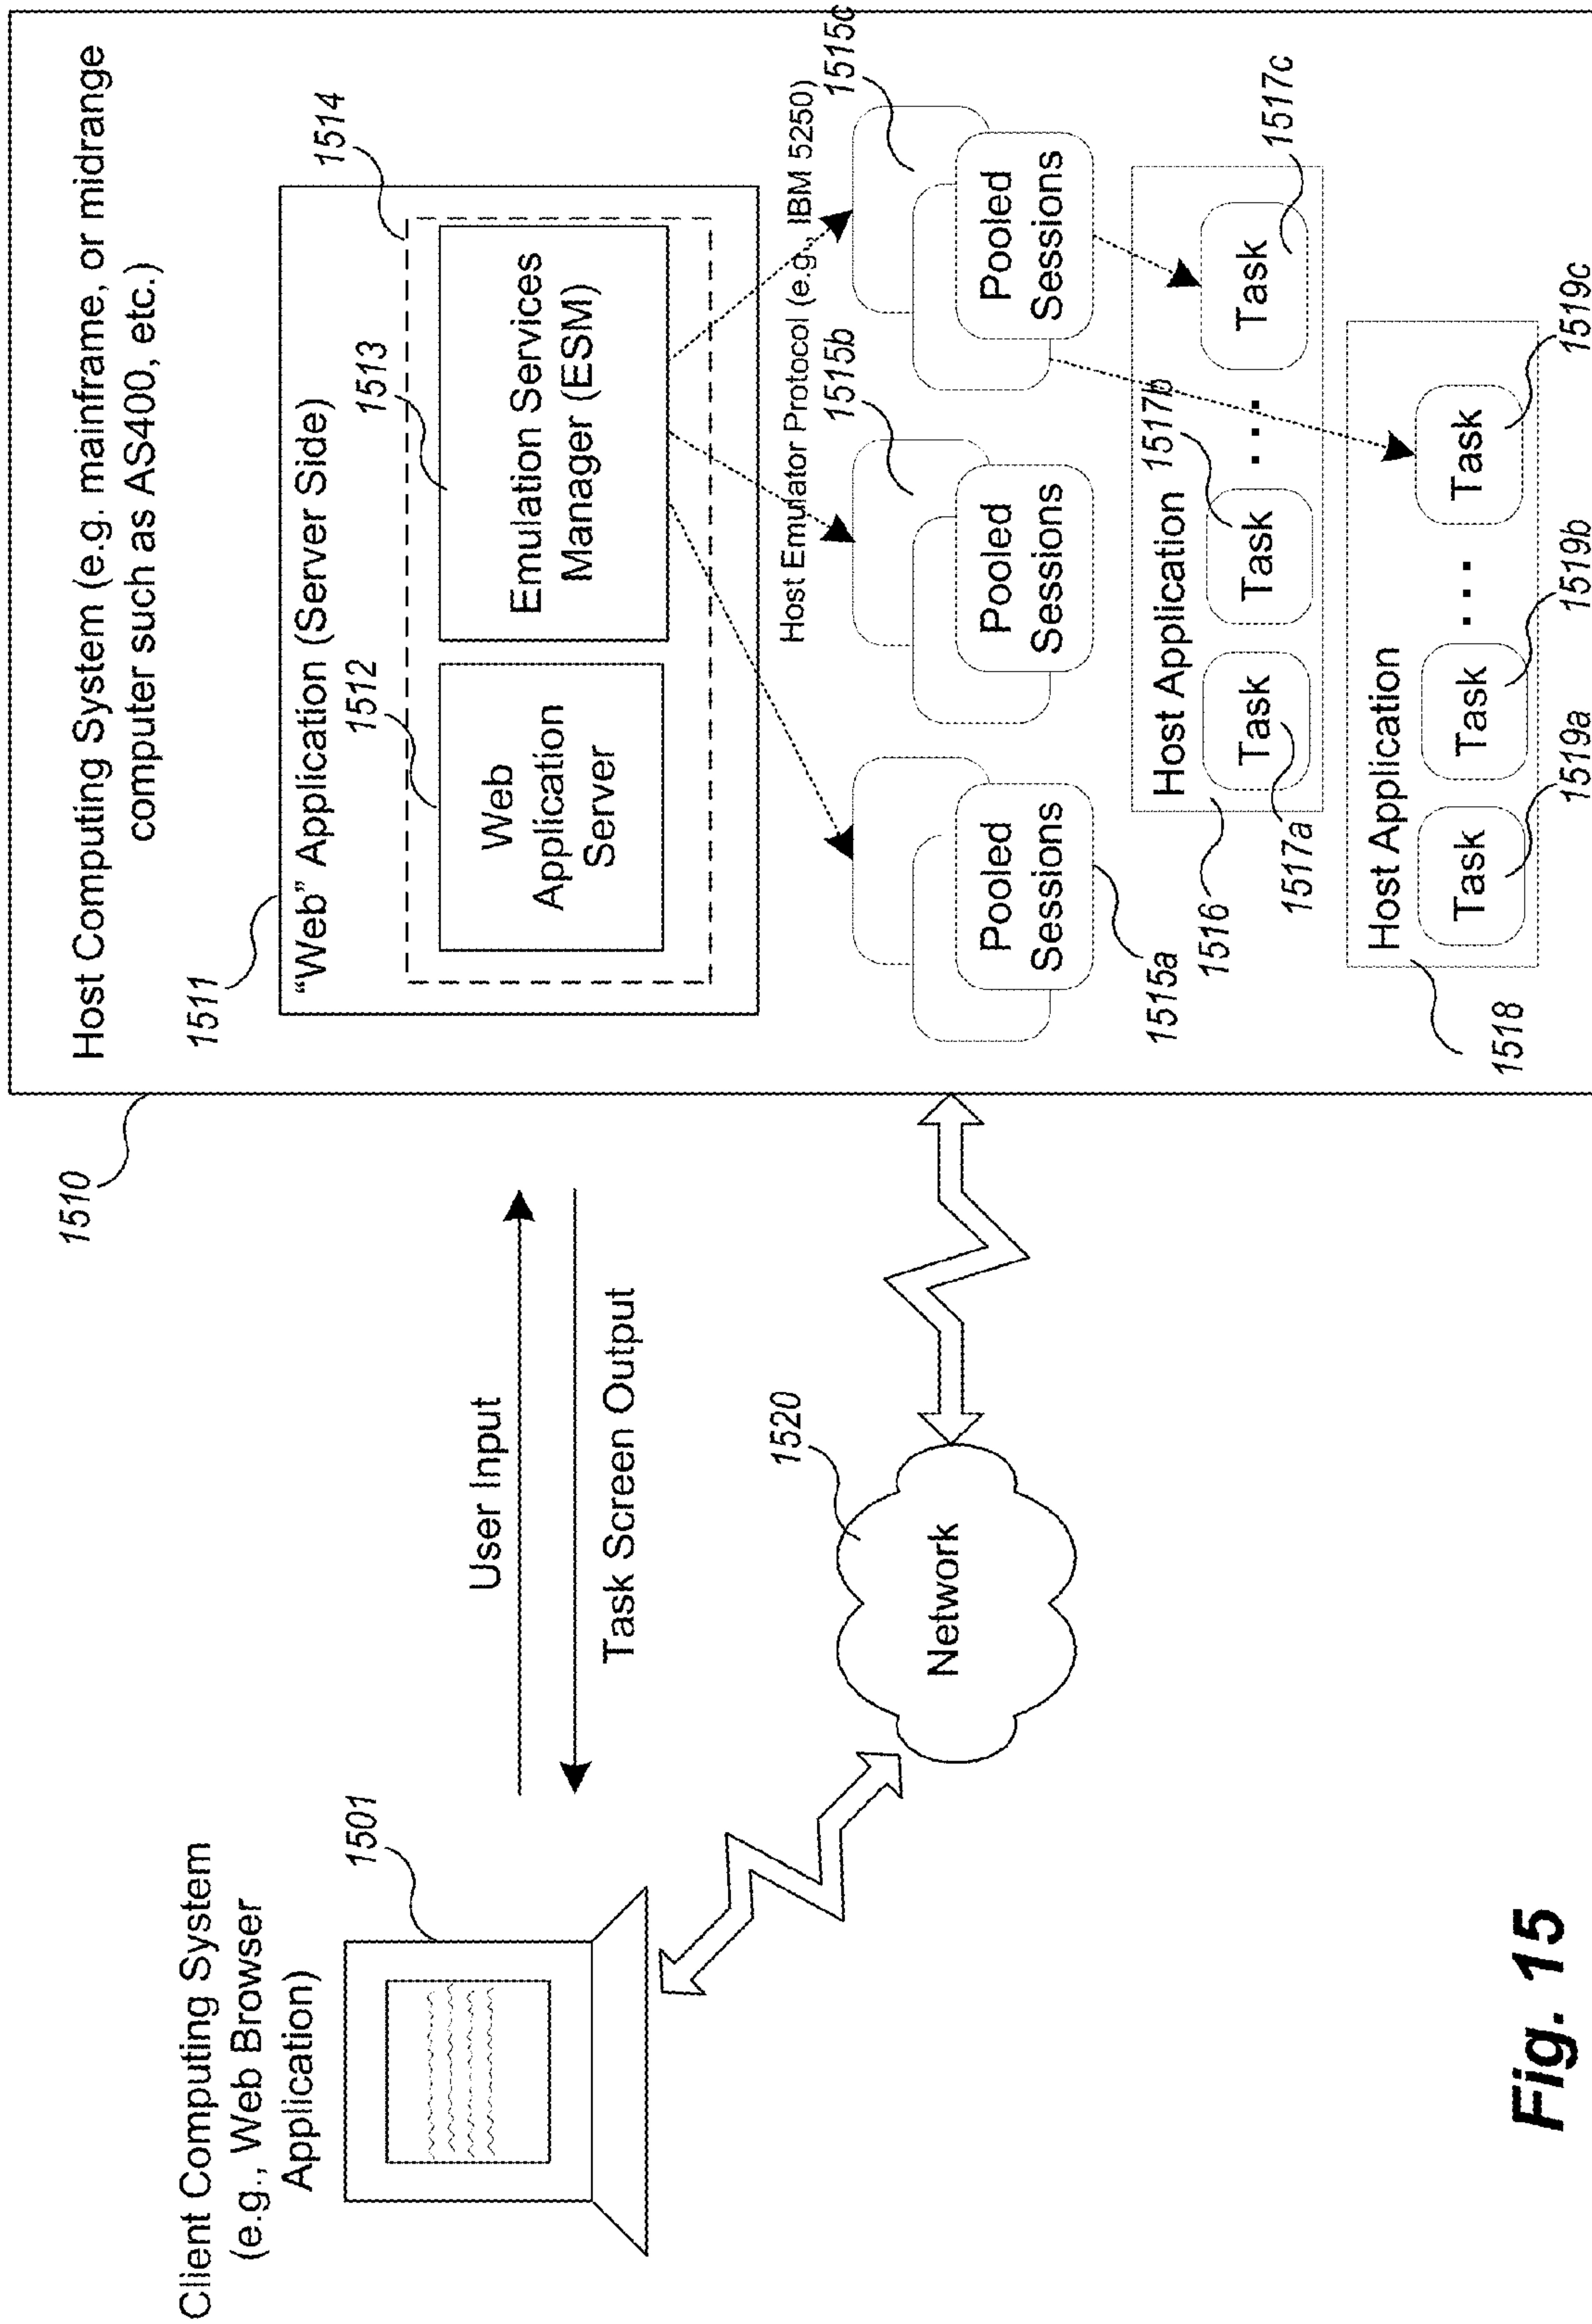 Host Computing System (e.g. mainframe, or midrange
computer such as AS400, etc.)
1510
1511
“Web” Application (Server Side)
1514
1512
1513
Web
Application
Server
Emulation Services
Manager (ESM)
Host Emulator Protocol (e.g., IBM 5250)
1515b
1515c
Pooled
Sessions
Pooled
Sessions
Pooled
Sessions
1515a
Host Application
1517b
1517c
Task
Task
...
Task
1516
1517a
Host Application
Task
Task
...
Task
1518
1519a
1519b
1519c
Client Computing System
(e.g., Web Browser
Application)
1501
User Input
Task Screen Output
1520
Network
Fig. 15